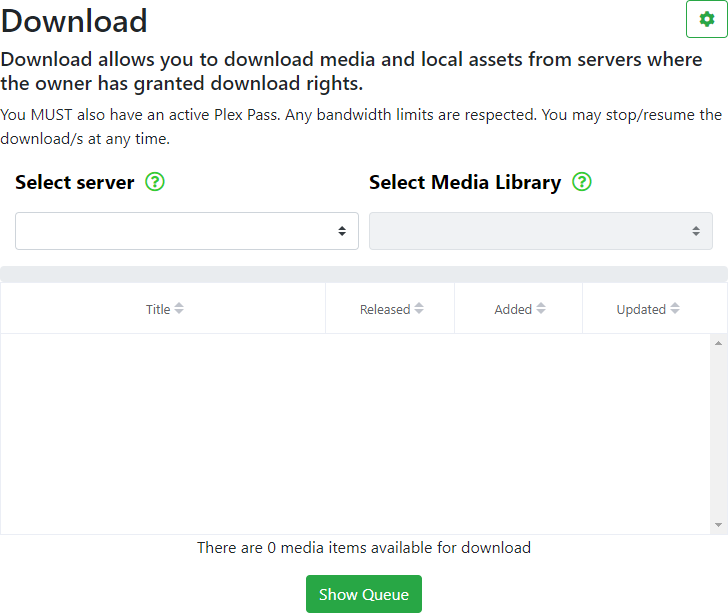 Download
Download allows you to download media and local assets from servers where
the owner has granted download rights.
You MUST also have an active Plex Pass. Any bandwidth limits are respected. You may stop/resume the
download/s at any time.
Select server ? Select Media Library ?
Title Released Added Updated
There are 0 media items available for download
Show Queue